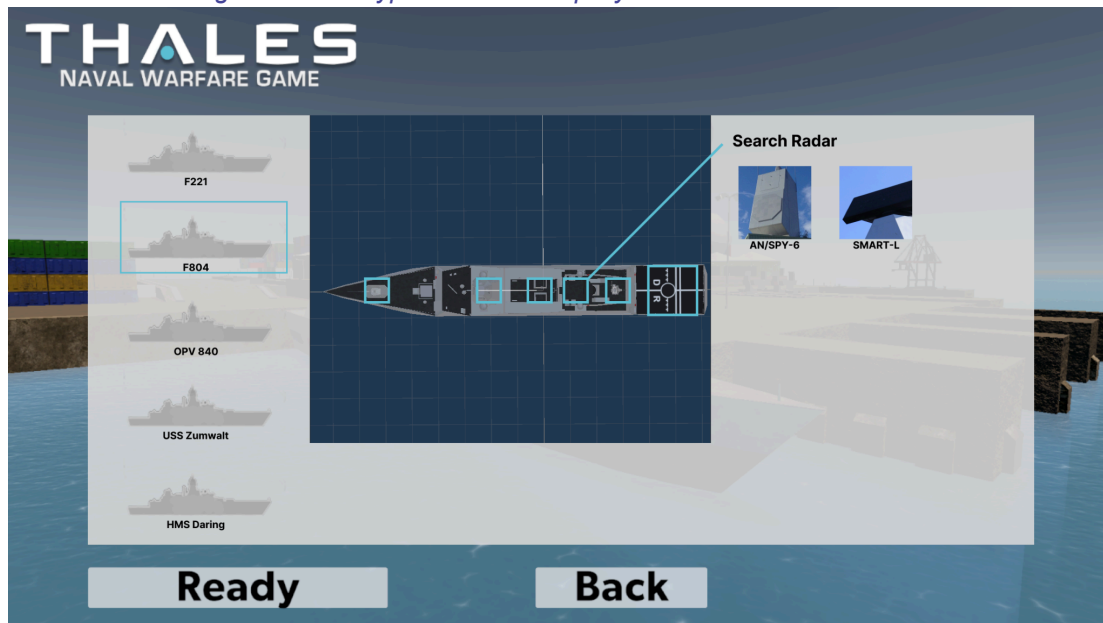 THALES
NAVAL WARFARE GAME
F221
F804
OPV 840
USS Zumwalt
HMS Daring
D R
Search Radar
AN/SPY-6
SMART-L
Ready
Back